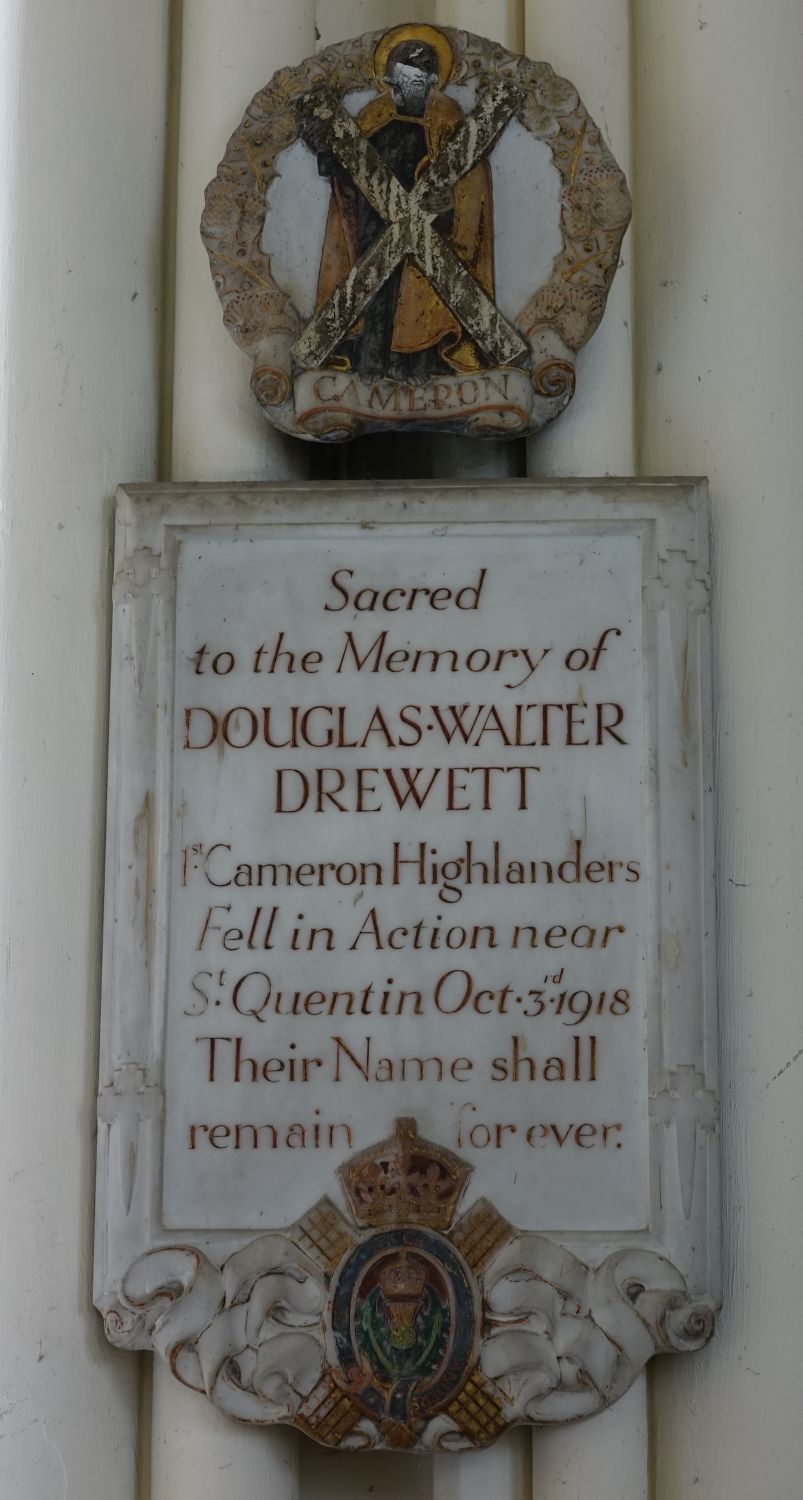 CAMERON
Sacred
to the Memory of
DOUGLAS·WALTER
DREWETT
1st Cameron Highlanders
Fell in Action near
St. Quentin Oct·3rd·1918
Their Name shall
remain for ever.